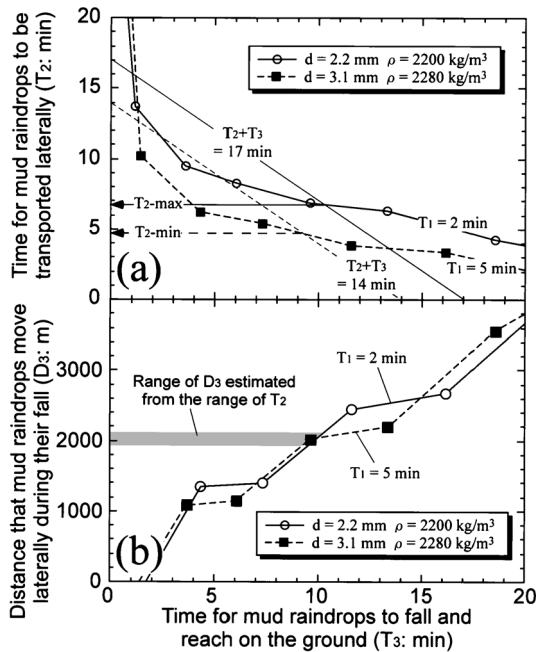 Time for mud raindrops to be
transported laterally (T2: min)
20
15
10
5
0
d = 2.2 mm ρ = 2200 kg/m³
d = 3.1 mm ρ = 2280 kg/m³
T2+T3
= 17 min
T2-max
T2-min
T1 = 2 min
T1 = 5 min
T2+T3
= 14 min
(a)
Distance that mud raindrops move
laterally during their fall (D3: m)
3000
2000
1000
0
Range of D3 estimated
from the range of T2
T1 = 2 min
T1 = 5 min
d = 2.2 mm ρ = 2200 kg/m³
d = 3.1 mm ρ = 2280 kg/m³
(b)
0 5 10 15 20
Time for mud raindrops to fall and
reach on the ground (T3: min)